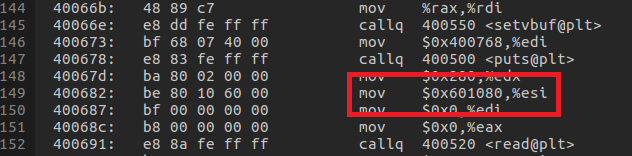 144 40066b: 48 89 c7 mov %rax,%rdi
145 40066e: e8 dd fe ff ff callq 400550 <setvbuf@plt>
146 400673: bf 68 07 40 00 mov $0x400768,%edi
147 400678: e8 83 fe ff ff callq 400500 <puts@plt>
148 40067d: ba 80 02 00 00 mov $0x280,%edx
149 400682: be 80 10 60 00 mov $0x601080,%esi
150 400687: bf 00 00 00 00 mov $0x0,%edi
151 40068c: b8 00 00 00 00 mov $0x0,%eax
152 400691: e8 8a fe ff ff callq 400520 <read@plt>